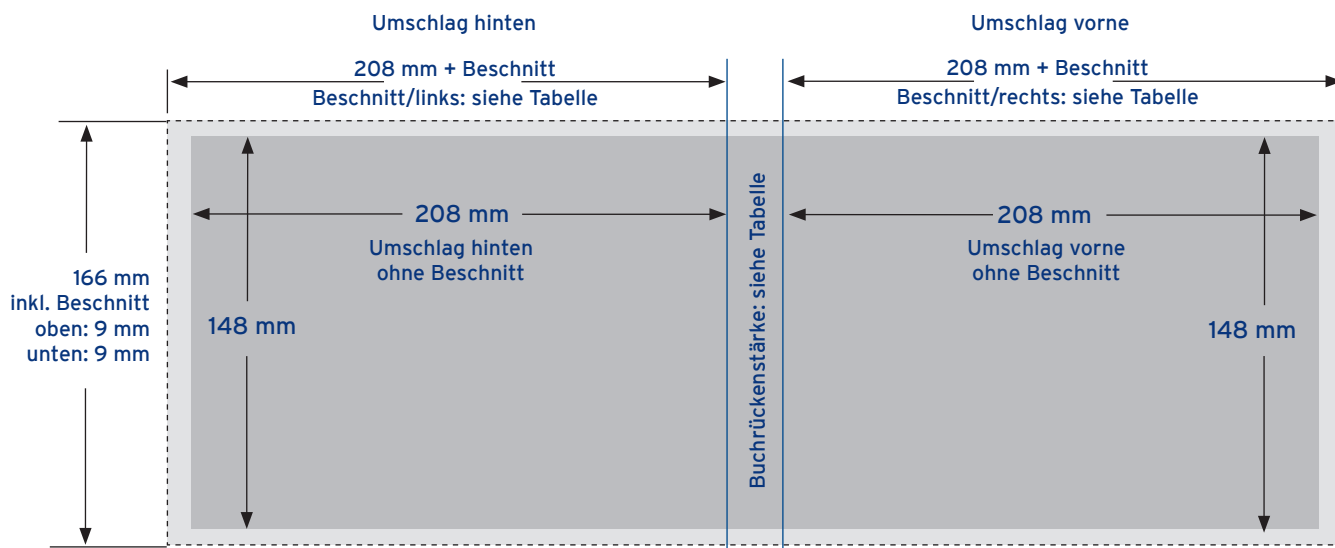 Umschlag hinten
Umschlag vorne
208 mm + Beschnitt
Beschnitt/links: siehe Tabelle
208 mm + Beschnitt
Beschnitt/rechts: siehe Tabelle
208 mm
Umschlag hinten
ohne Beschnitt
Buchrückenstärke: siehe Tabelle
208 mm
Umschlag vorne
ohne Beschnitt
166 mm
inkl. Beschnitt
oben: 9 mm
unten: 9 mm
148 mm
148 mm